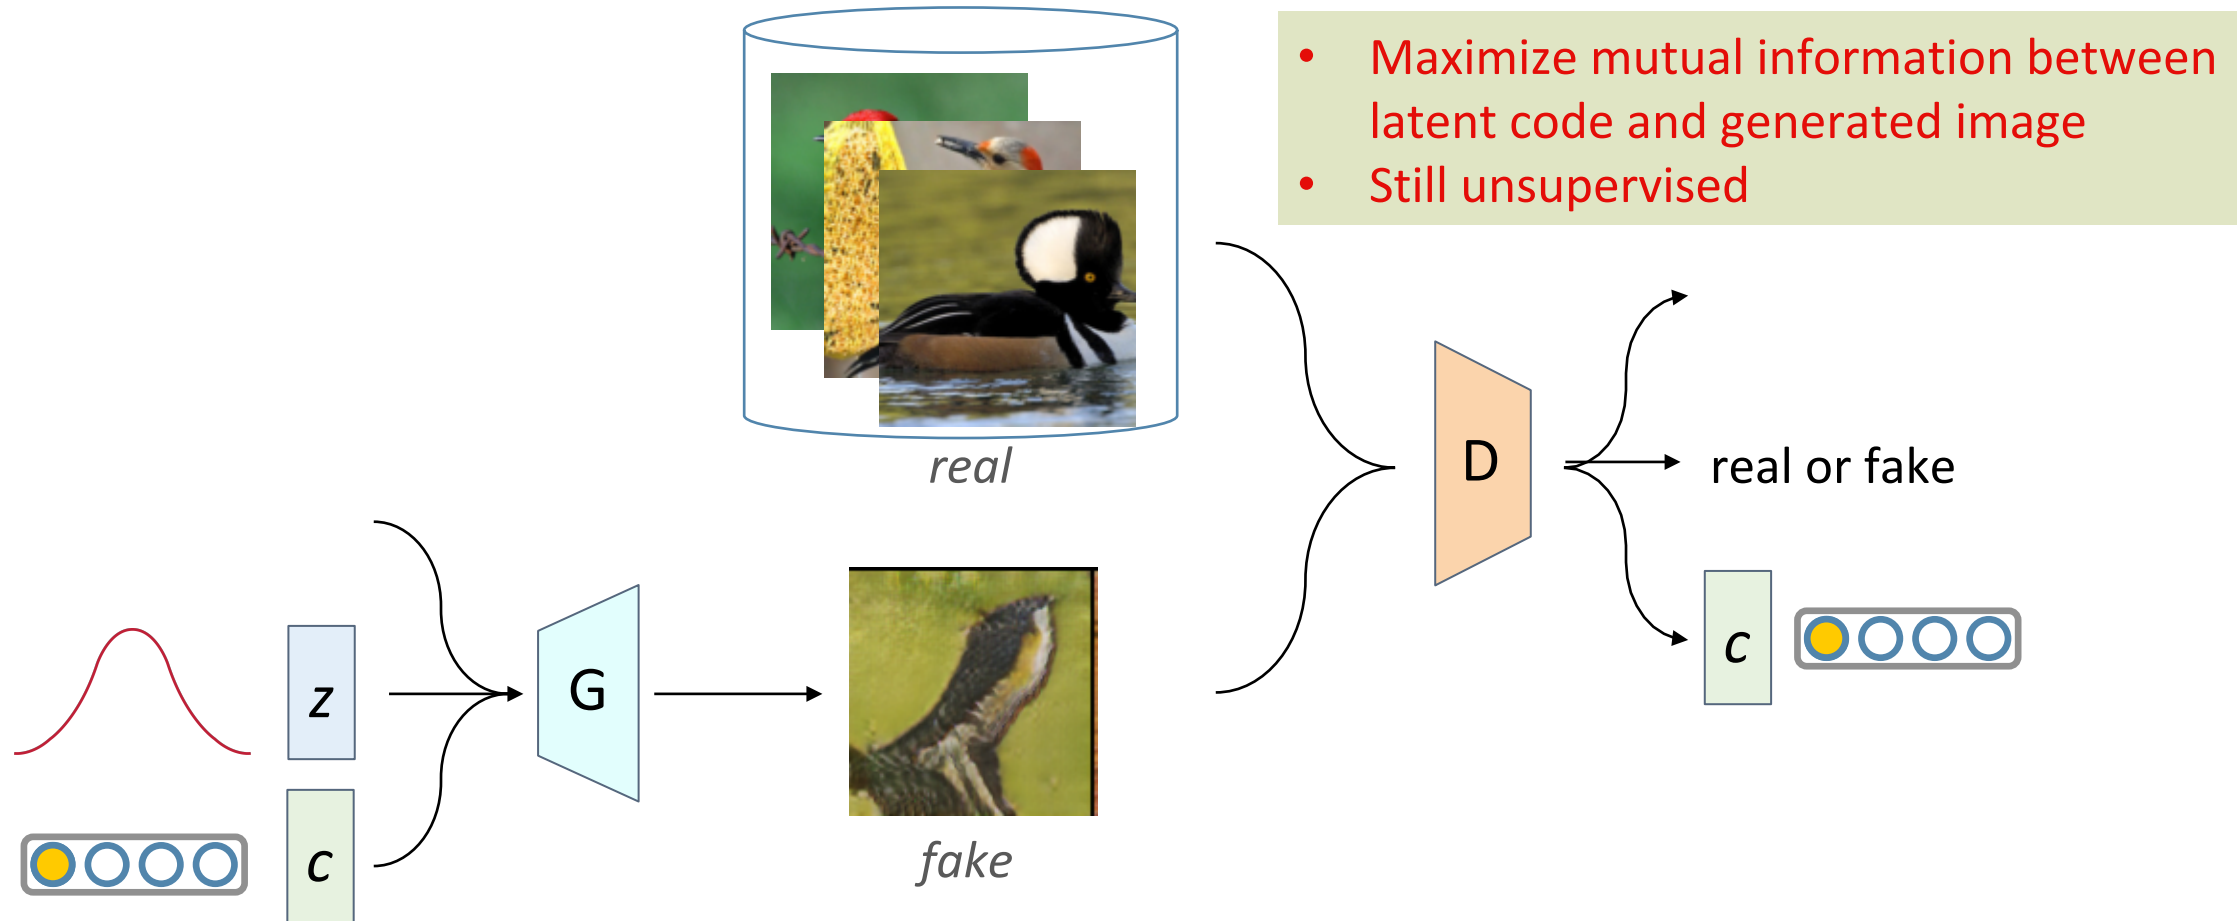 • Maximize mutual information between
latent code and generated image
• Still unsupervised
real
D
real or fake
z
G
c
c
fake